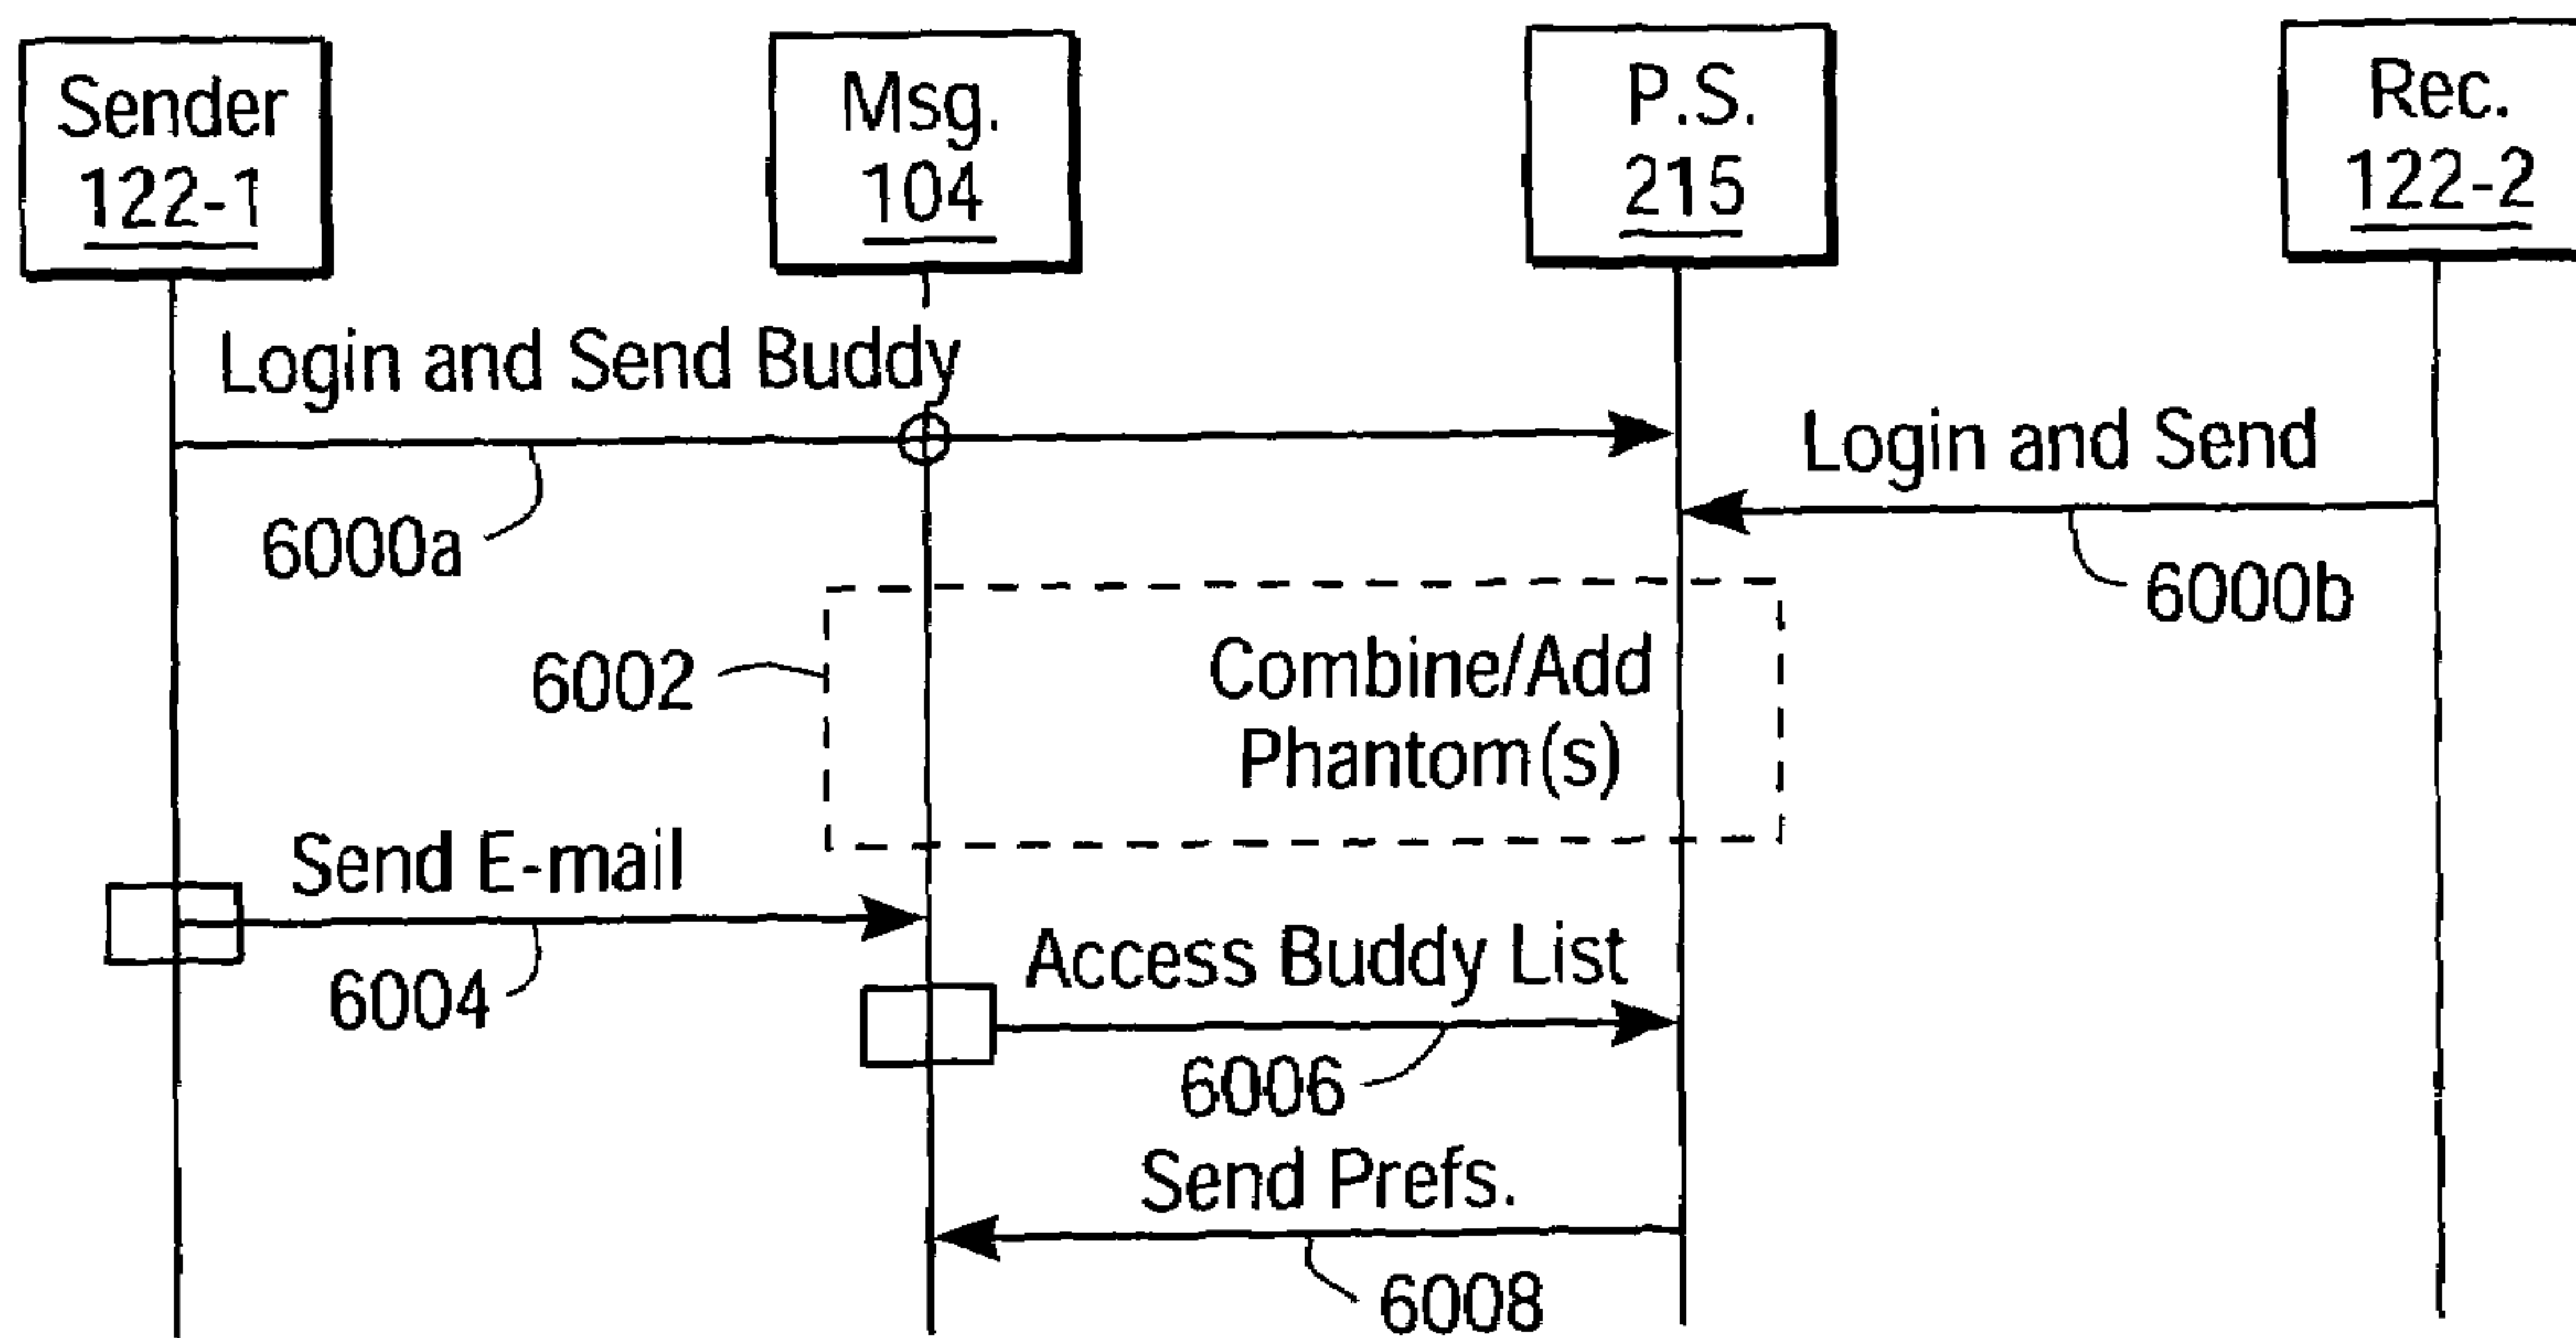 Sender
122-1
Msg.
104
P.S.
215
Rec.
122-2
Login and Send Buddy
Login and Send
6000a
6000b
6002
Combine/Add
Phantom(s)
Send E-mail
6004
Access Buddy List
6006
Send Prefs.
6008